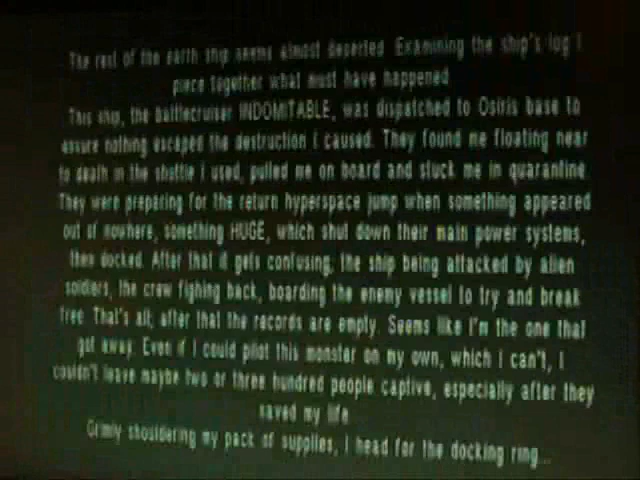 The rest of the earth ship seems almost deserted. Examining the ship's log I
piece together what must have happened
This ship, the battlecruiser INDOMITABLE, was dispatched to Osiris base to
assure nothing escaped the destruction I caused. They found me floating near
to death in the shuttle I used, pulled me on board and stuck me in quarantine.
They were preparing for the return hyperspace jump when something appeared
out of nowhere, something HUGE, which shut down their main power systems,
then docked. After that it gets confusing, the ship being attacked by alien
soldiers, the crew fighing back, boarding the enemy vessel to try and break
free. That's all, after that the records are empty. Seems like I'm the one that
got away. Even if I could pilot this monster on my own, which I can't, I
couldn't leave maybe two or three hundred people captive, especially after they
saved my life
Grimly shouldering my pack of supplies, I head for the docking ring...